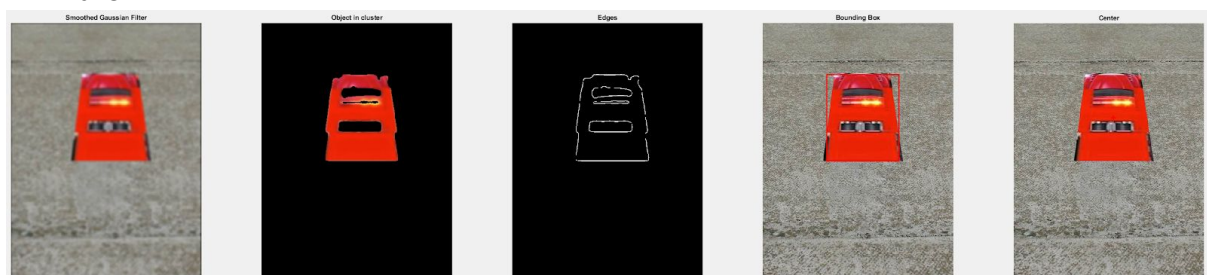 Smoothed Gaussian Filter
Object in cluster
Edges
Bounding Box
Center